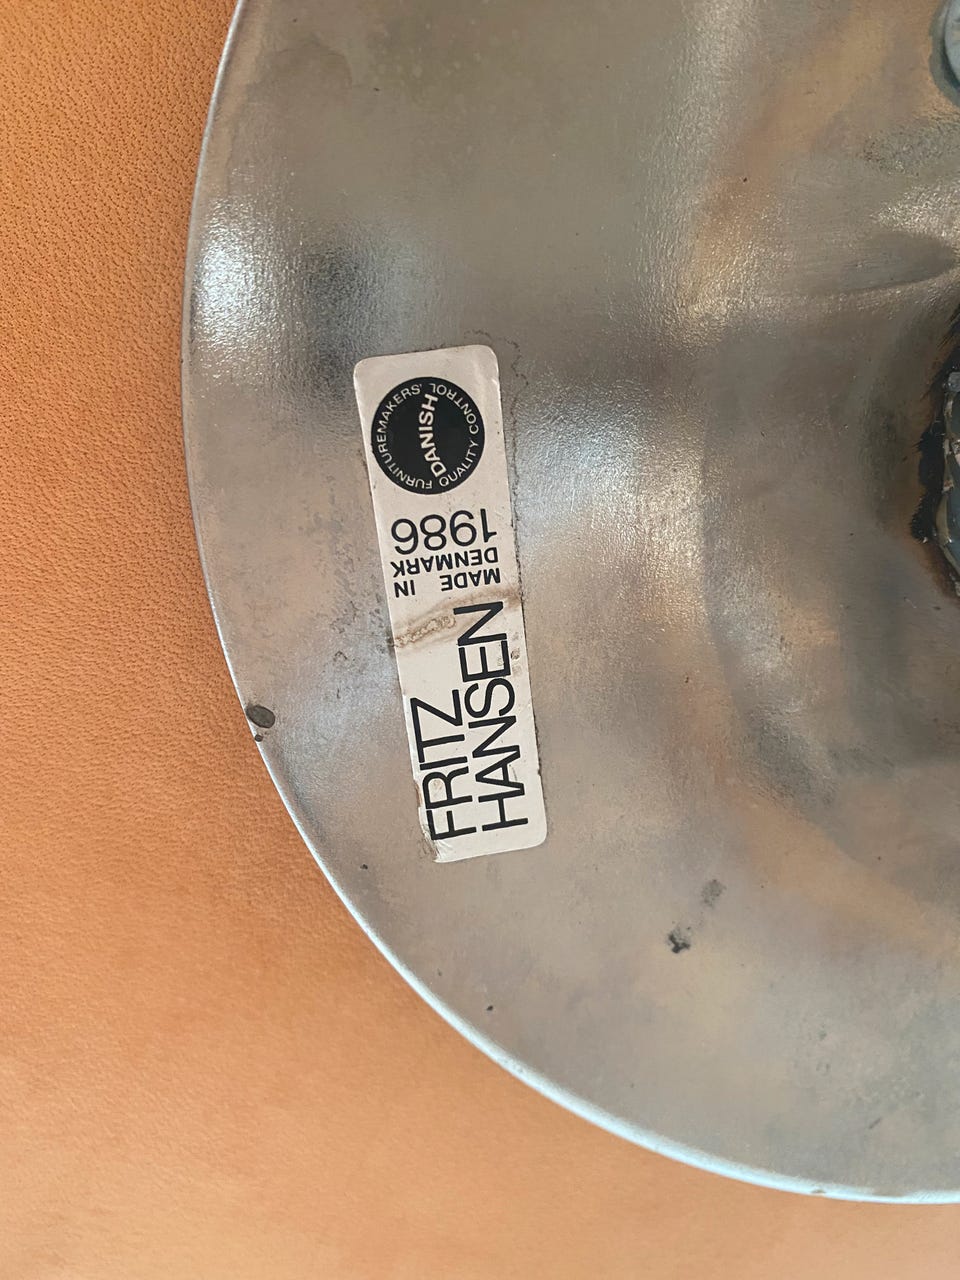 FRITZ
HANSEN
MADE IN
DENMARK
1986
DANISH
FURNITUREMAKERS'
QUALITY CONTROL